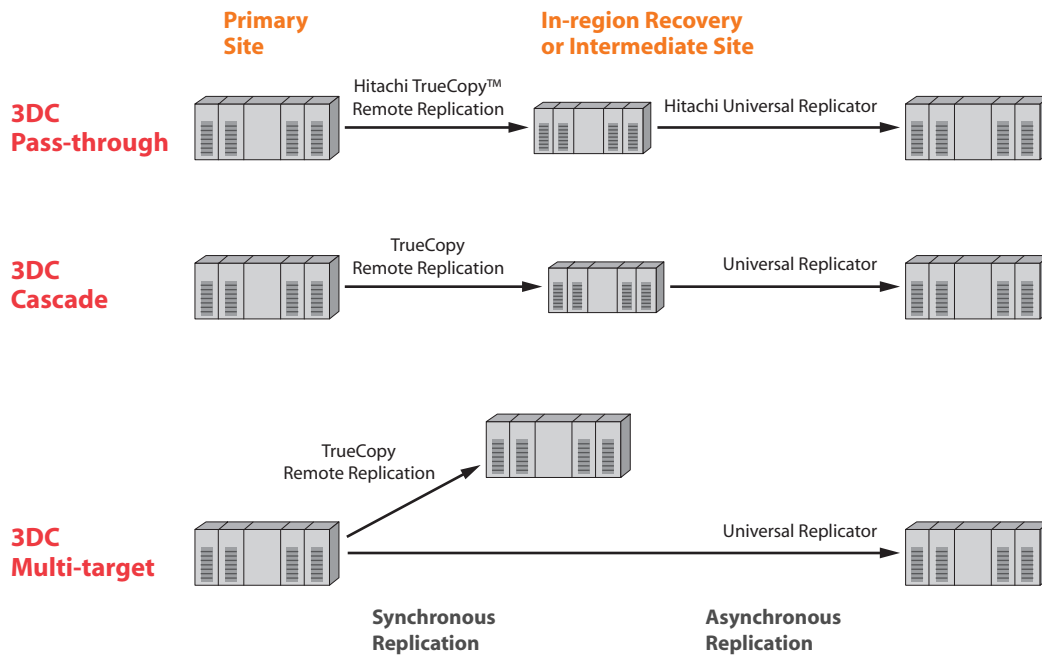 Primary
Site
In-region Recovery
or Intermediate Site
3DC
Pass-through
Hitachi TrueCopy™
Remote Replication
Hitachi Universal Replicator
3DC
Cascade
TrueCopy
Remote Replication
Universal Replicator
3DC
Multi-target
TrueCopy
Remote Replication
Universal Replicator
Synchronous
Replication
Asynchronous
Replication